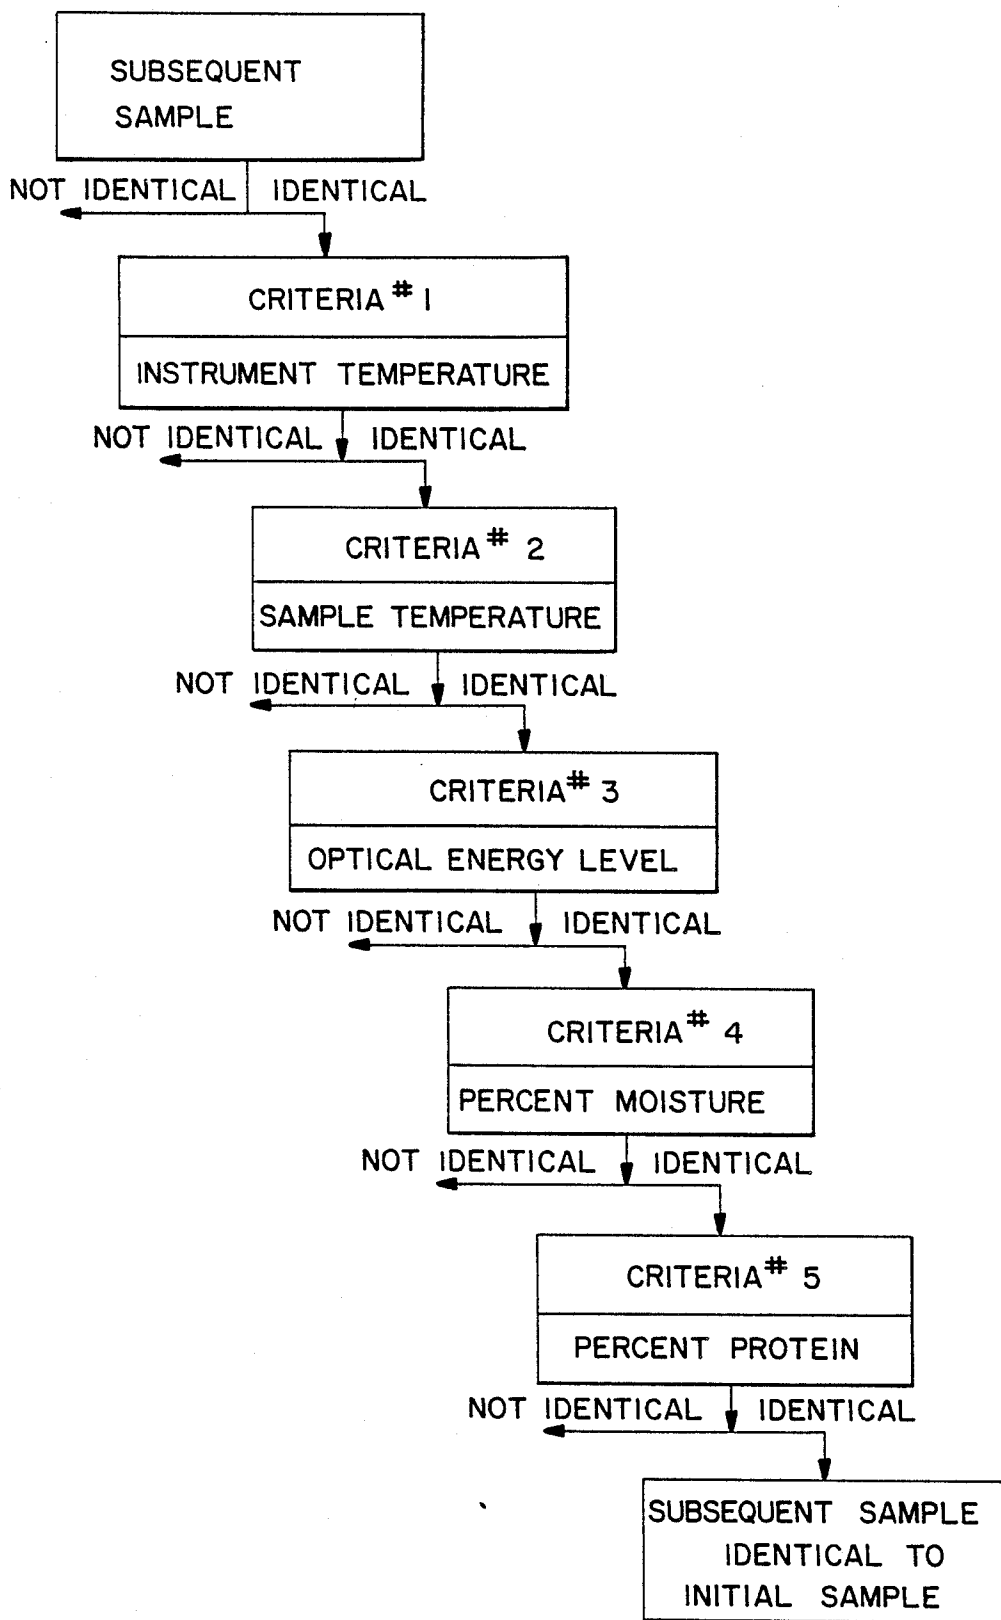 SUBSEQUENT
SAMPLE
NOT IDENTICAL IDENTICAL
CRITERIA # 1
INSTRUMENT TEMPERATURE
NOT IDENTICAL IDENTICAL
CRITERIA # 2
SAMPLE TEMPERATURE
NOT IDENTICAL IDENTICAL
CRITERIA # 3
OPTICAL ENERGY LEVEL
NOT IDENTICAL IDENTICAL
CRITERIA # 4
PERCENT MOISTURE
NOT IDENTICAL IDENTICAL
CRITERIA # 5
PERCENT PROTEIN
NOT IDENTICAL IDENTICAL
SUBSEQUENT SAMPLE
IDENTICAL TO
INITIAL SAMPLE